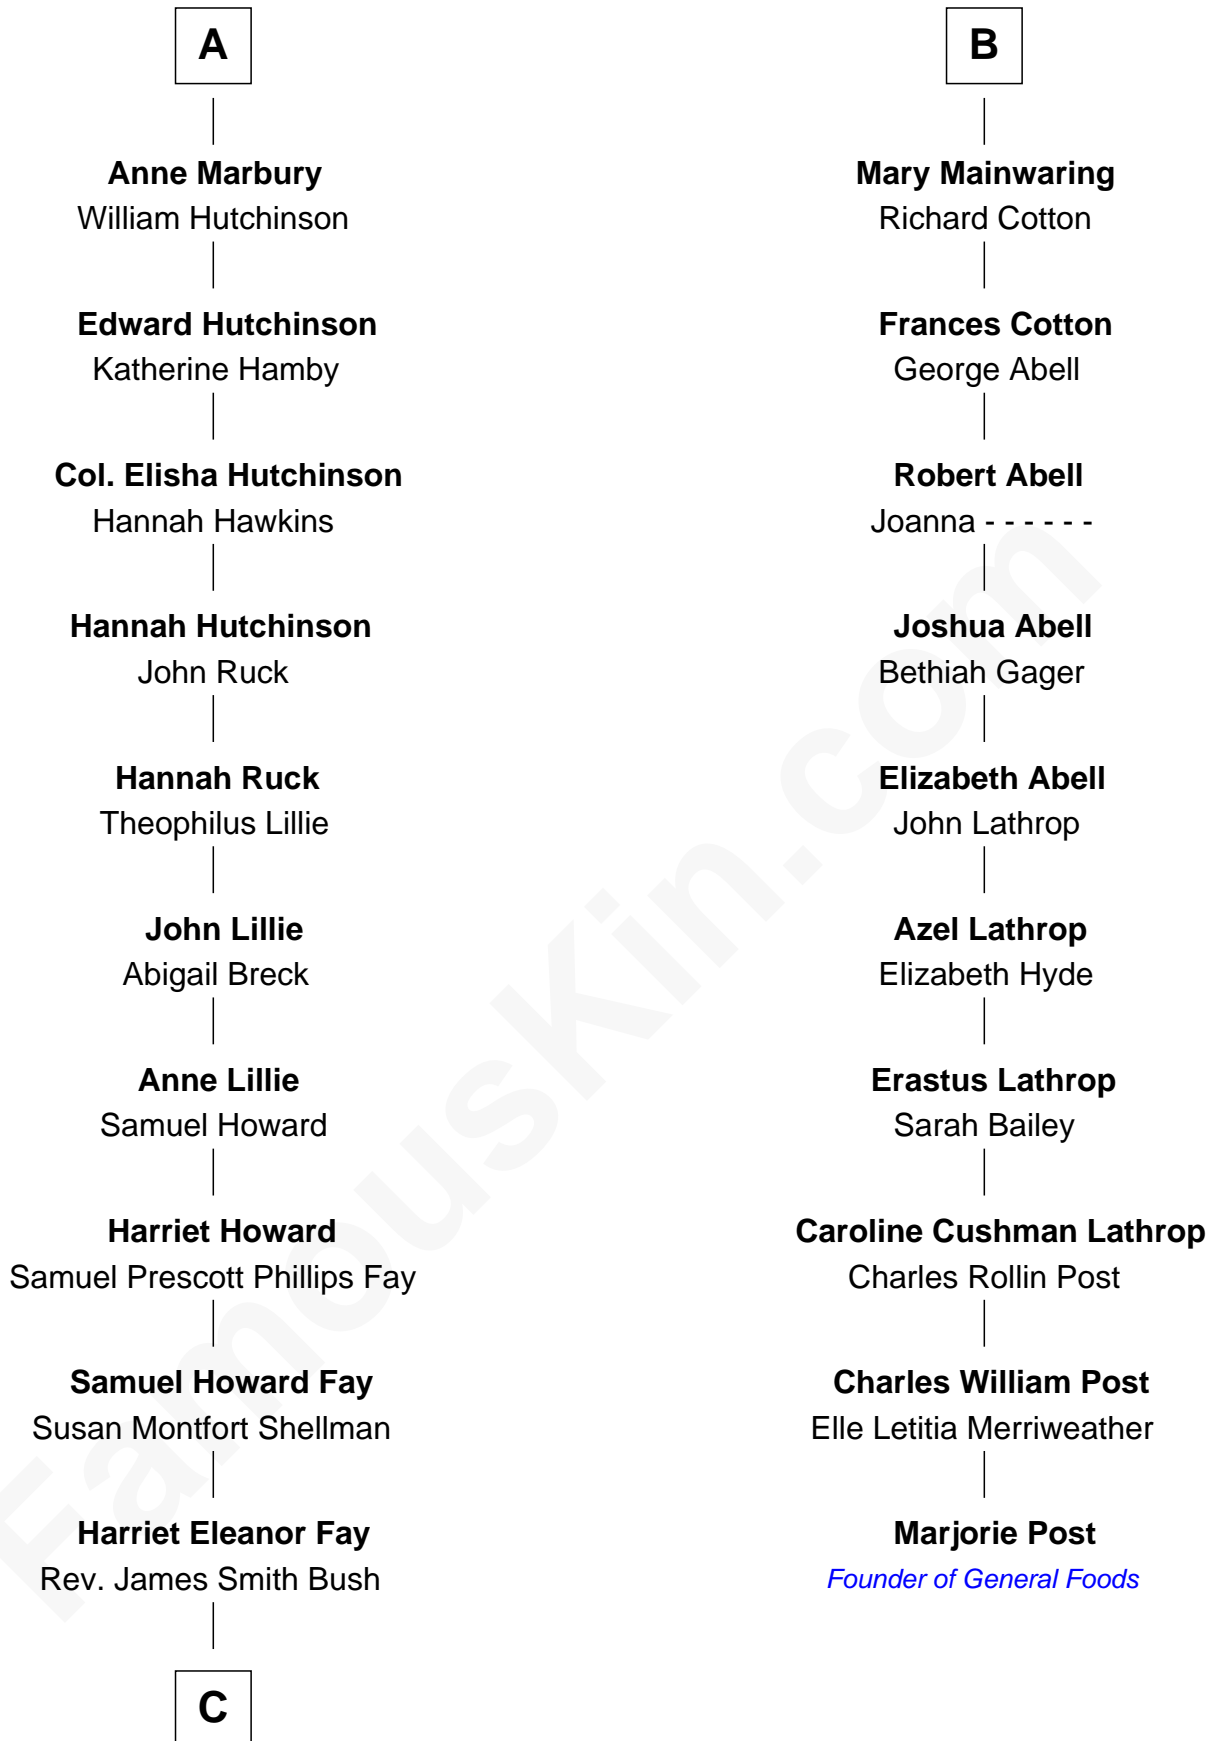 A
Anne Marbury
William Hutchinson
Edward Hutchinson
Katherine Hamby
Col. Elisha Hutchinson
Hannah Hawkins
Hannah Hutchinson
John Ruck
Hannah Ruck
Theophilus Lillie
John Lillie
Abigail Breck
Anne Lillie
Samuel Howard
Harriet Howard
Samuel Prescott Phillips Fay
Samuel Howard Fay
Susan Montfort Shellman
Harriet Eleanor Fay
Rev. James Smith Bush
C
B
Mary Mainwaring
Richard Cotton
Frances Cotton
George Abell
Robert Abell
Joanna - - - - - -
Joshua Abell
Bethiah Gager
Elizabeth Abell
John Lathrop
Azel Lathrop
Elizabeth Hyde
Erastus Lathrop
Sarah Bailey
Caroline Cushman Lathrop
Charles Rollin Post
Charles William Post
Elle Letitia Merriweather
Marjorie Post
Founder of General Foods
FamousKin.com